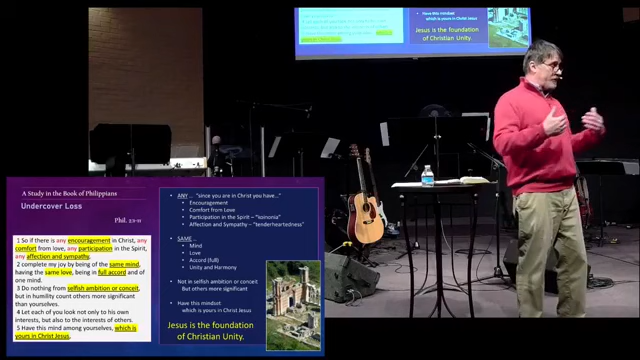 A Study in the Book of Philippians
Undercover Loss
Phil. 2:1-11
1 So if there is any encouragement in Christ, any
comfort from love, any participation in the Spirit,
any affection and sympathy,
2 complete my joy by being of the same mind,
having the same love, being in full accord and of
one mind.
3 Do nothing from selfish ambition or conceit,
but in humility count others more significant
than yourselves.
4 Let each of you look not only to his own
interests, but also to the interests of others.
5 Have this mind among yourselves, which is
yours in Christ Jesus,
• ANY... "since you are in Christ you have..."
• Encouragement
• Comfort from Love
• Participation in the Spirit – "koinonia"
• Affection and Sympathy – "tenderheartedness"
• SAME...
• Mind
• Love
• Accord (full)
• Unity and Harmony
• Not in selfish ambition or conceit
But others more significant
• Have this mindset
which is yours in Christ Jesus
Jesus is the foundation
of Christian Unity.
• Have this mindset
which is yours in Christ Jesus
Jesus is the foundation
of Christian Unity.